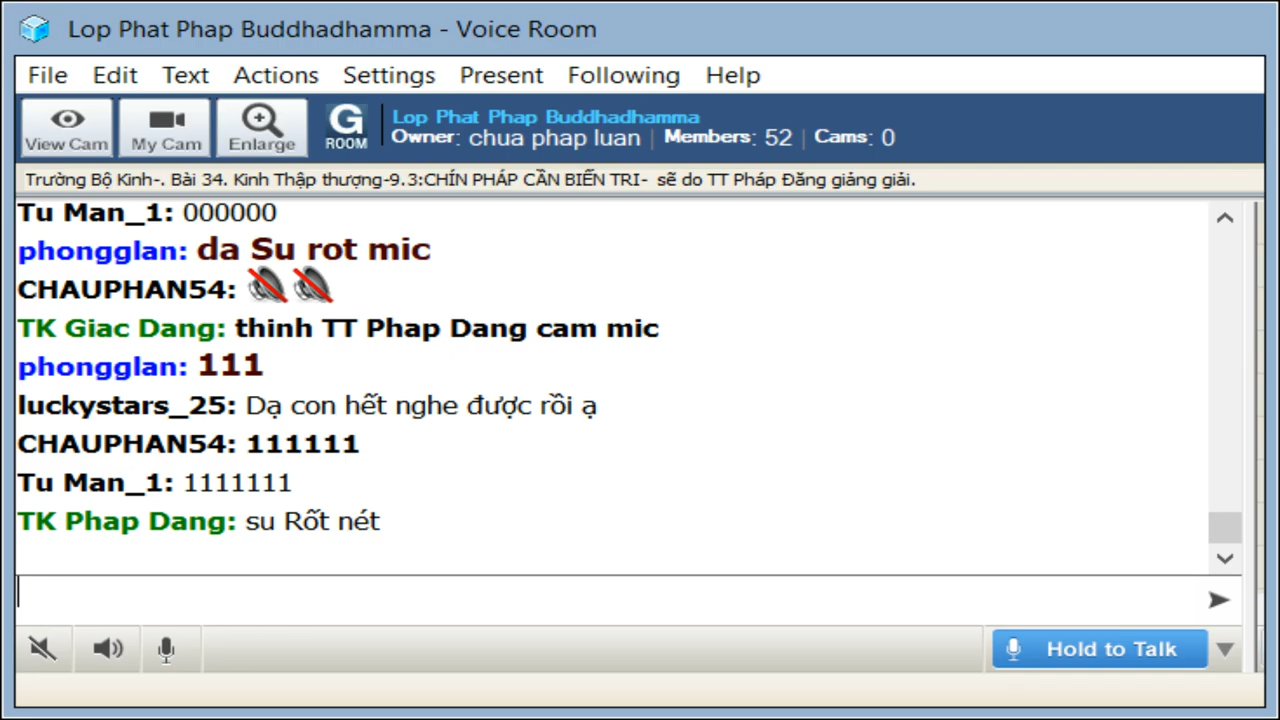 Lop Phat Phap Buddhadhamma - Voice Room
File Edit Text Actions Settings Present Following Help
View Cam My Cam Enlarge G ROOM
Lop Phat Phap Buddhadhamma
Owner: chua phap luan | Members: 52 | Cams: 0
Trường Bộ Kinh-. Bài 34. Kinh Thập thượng-9.3:CHÍN PHÁP CẦN BIẾN TRI- sẽ do TT Pháp Đăng giảng giải.
Tu Man_1: 000000
phongglan: da Su rot mic
CHAUPHAN54:
TK Giac Dang: thinh TT Phap Dang cam mic
phongglan: 111
luckystars_25: Dạ con hết nghe được rồi ạ
CHAUPHAN54: 111111
Tu Man_1: 1111111
TK Phap Dang: su Rốt nét
Hold to Talk